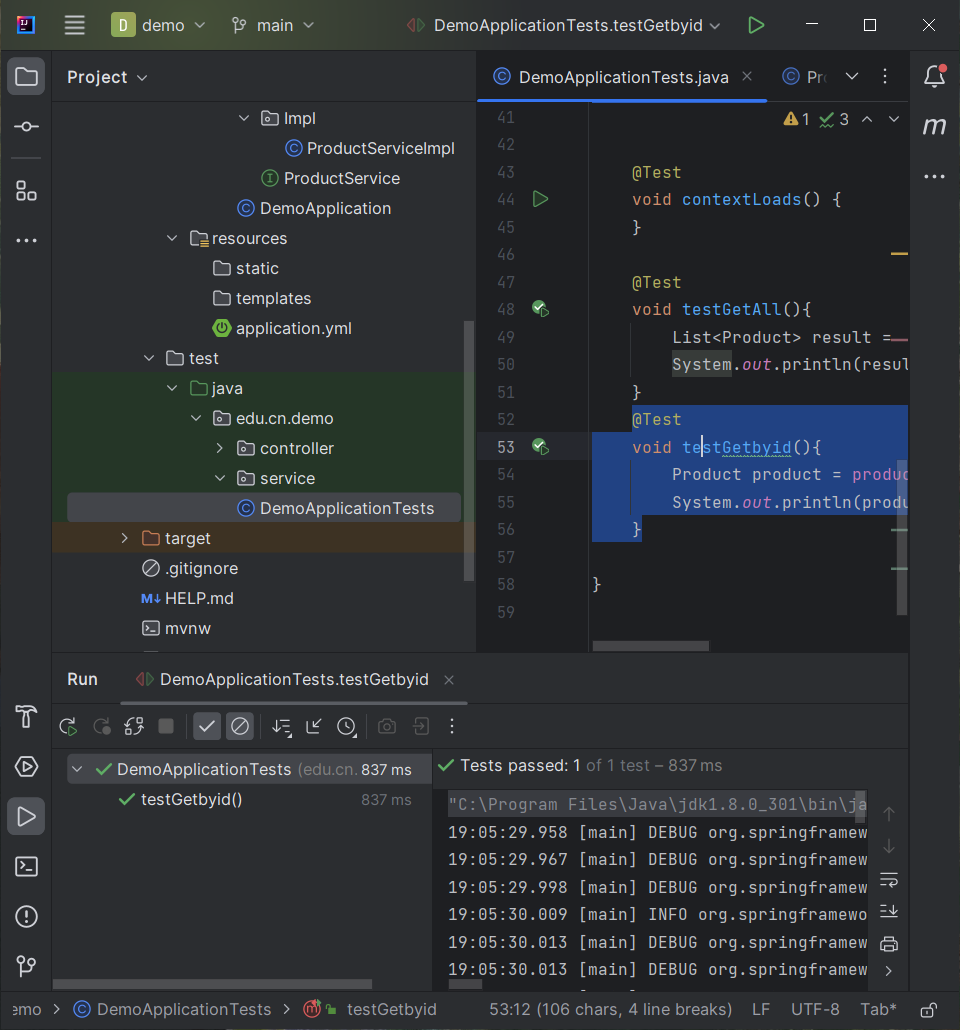 D demo main DemoApplicationTests.testGetbyid
Project
Impl
ProductServiceImpl
ProductService
DemoApplication
resources
static
templates
application.yml
test
java
edu.cn.demo
controller
service
DemoApplicationTests
target
.gitignore
M↓ HELP.md
mvnw
DemoApplicationTests.java Pr
1 3
41
42
43 @Test
44 void contextLoads() {
45 }
46
47 @Test
48 void testGetAll(){
49 List<Product> result =
50 System.out.println(resul
51 }
52 @Test
53 void testGetbyid(){
54 Product product = produc
55 System.out.println(produ
56 }
57
58 }
59
m
Run DemoApplicationTests.testGetbyid
DemoApplicationTests (edu.cn. 837 ms
testGetbyid() 837 ms
Tests passed: 1 of 1 test – 837 ms
"C:\Program Files\Java\jdk1.8.0_301\bin\ja
19:05:29.958 [main] DEBUG org.springframew
19:05:29.967 [main] DEBUG org.springframew
19:05:29.998 [main] DEBUG org.springframew
19:05:30.009 [main] INFO org.springframewo
19:05:30.013 [main] DEBUG org.springframew
19:05:30.013 [main] DEBUG org.springframew
emo > DemoApplicationTests > testGetbyid 53:12 (106 chars, 4 line breaks) LF UTF-8 Tab*